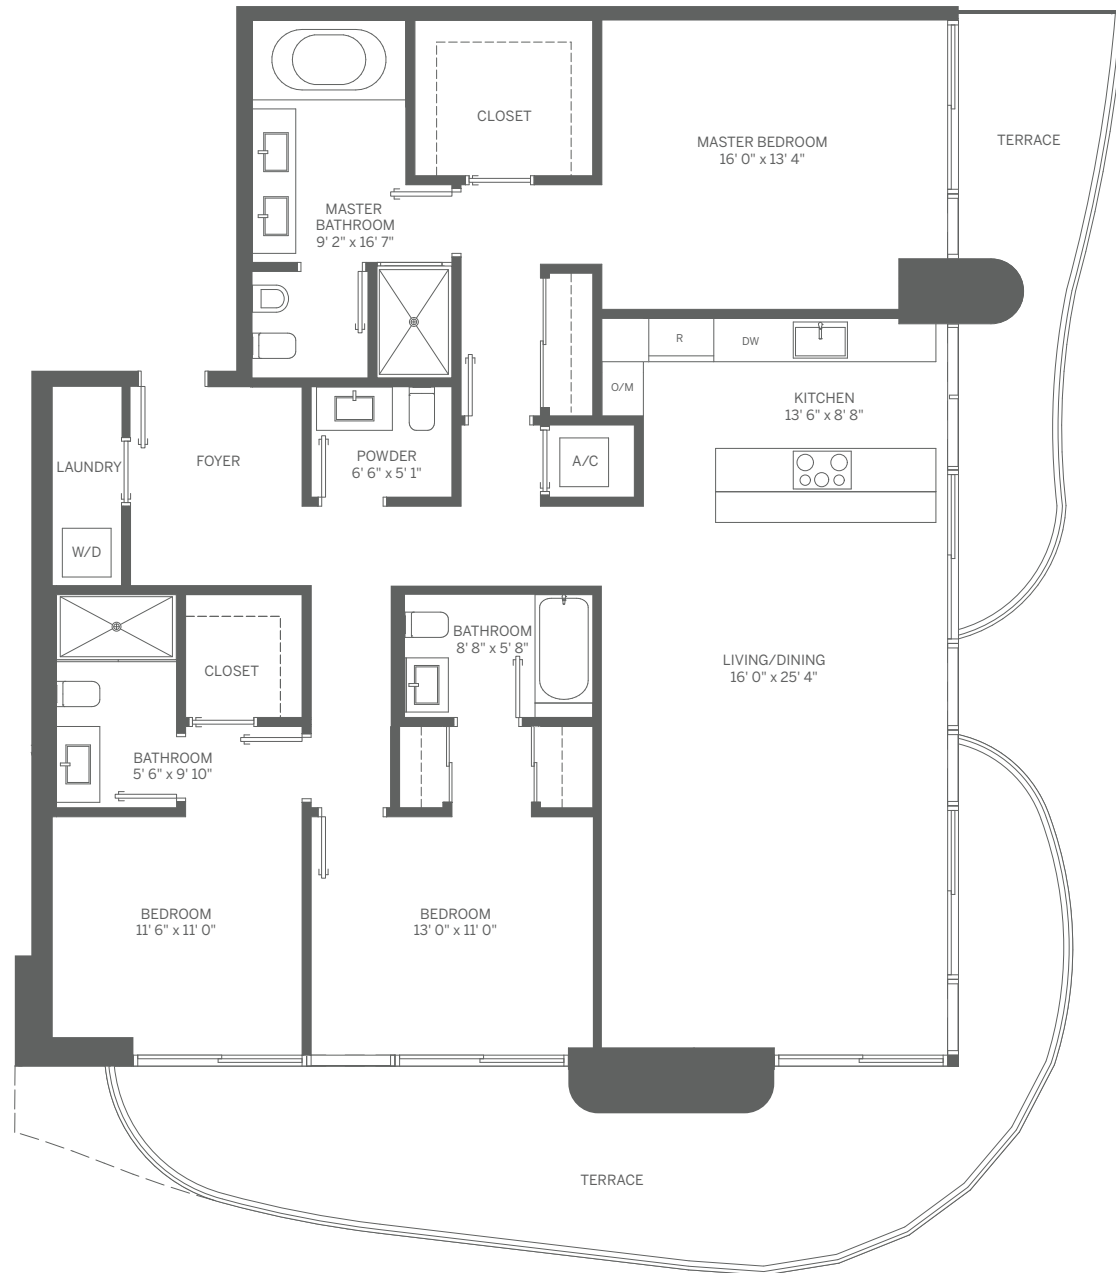 CLOSET
MASTER BEDROOM
16' 0" x 13' 4"
TERRACE
MASTER
BATHROOM
9' 2" x 16' 7"
R
DW
O/M
KITCHEN
13' 6" x 8' 8"
LAUNDRY
FOYER
POWDER
6' 6" x 5' 1"
A/C
W/D
BATHROOM
8' 8" x 5' 8"
CLOSET
LIVING/DINING
16' 0" x 25' 4"
BATHROOM
5' 6" x 9' 10"
BEDROOM
11' 6" x 11' 0"
BEDROOM
13' 0" x 11' 0"
TERRACE